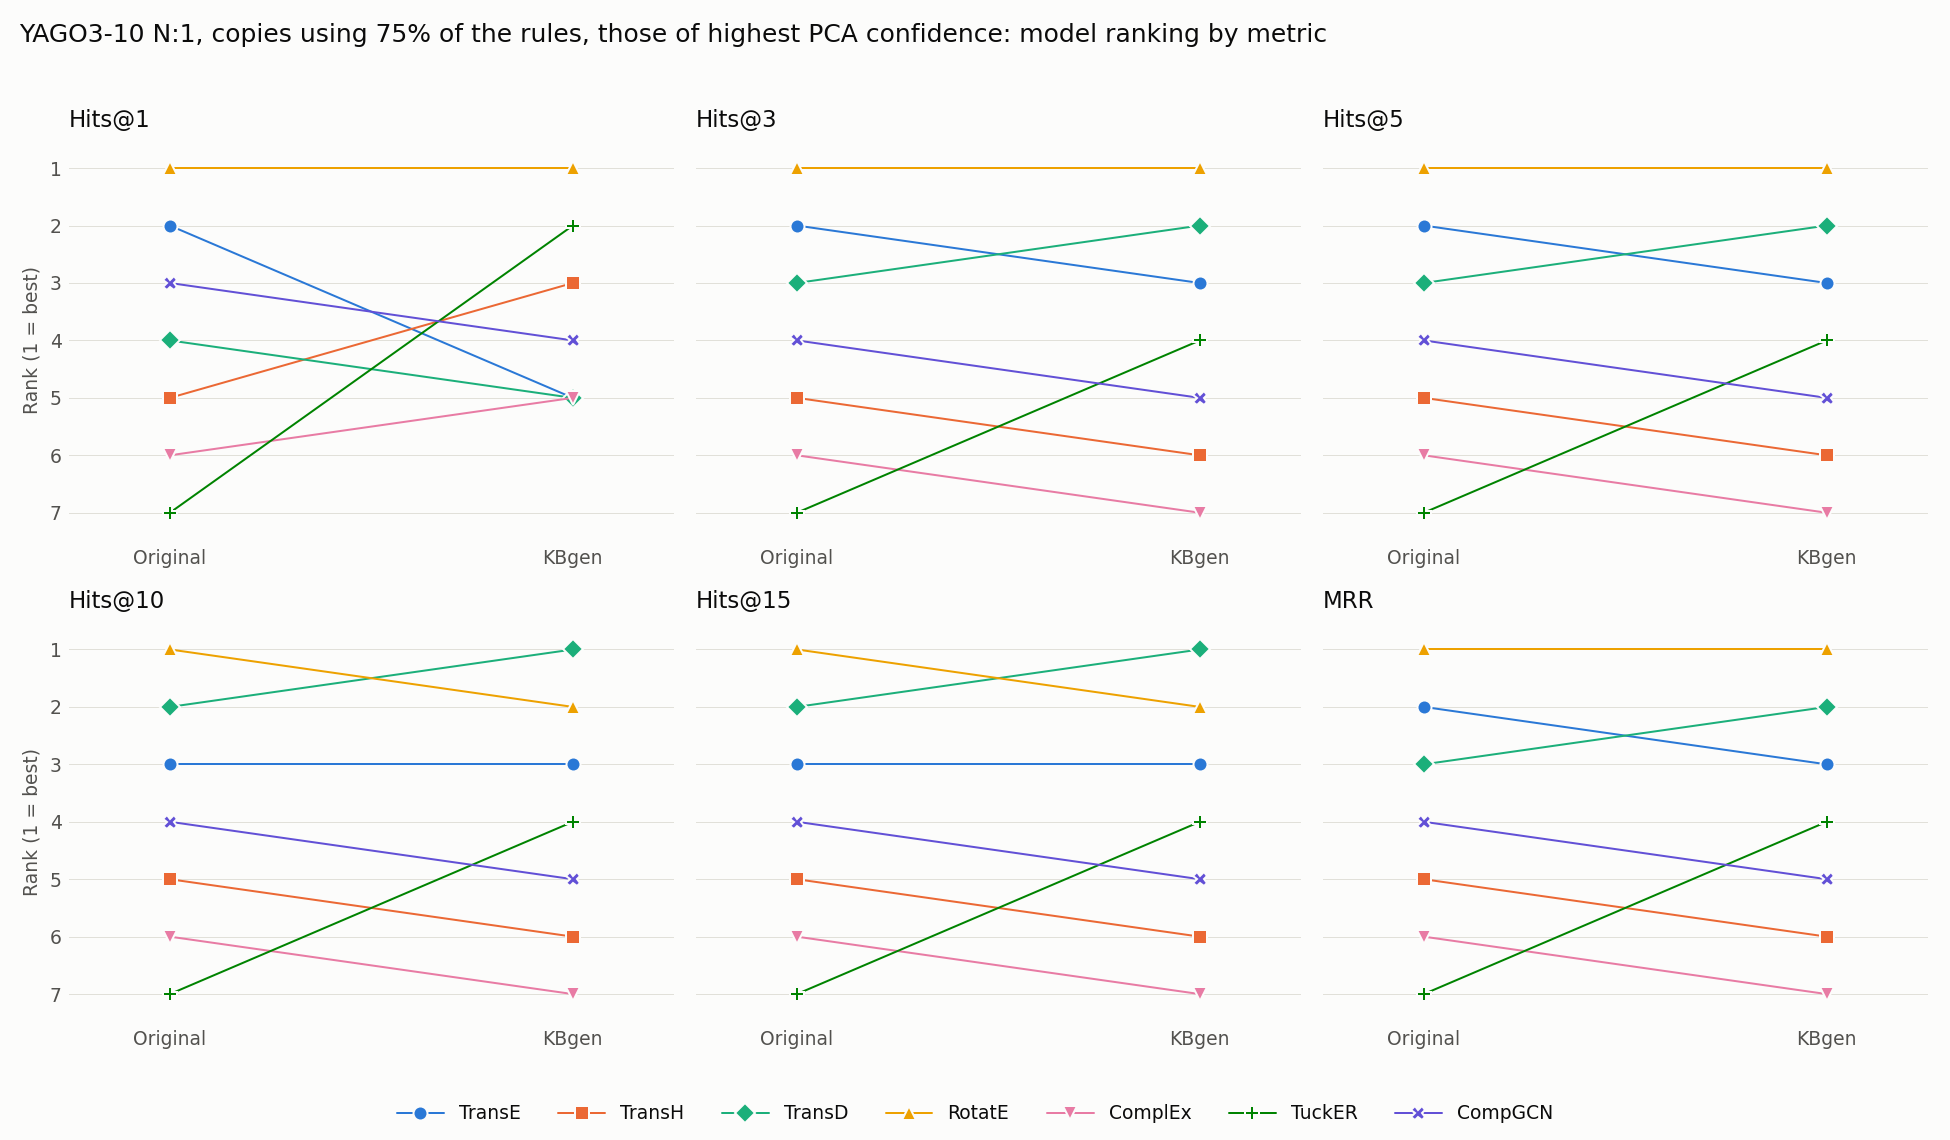 YAGO3-10 N:1, copies using 75% of the rules, those of highest PCA confidence: model ranking by metric
Hits@1
Hits@3
Hits@5
Rank (1 = best)
1
2
3
4
5
6
7
Original
KBgen
Original
KBgen
Original
KBgen
Hits@10
Hits@15
MRR
Rank (1 = best)
1
2
3
4
5
6
7
Original
KBgen
Original
KBgen
Original
KBgen
TransE
TransH
TransD
RotatE
ComplEx
TuckER
CompGCN